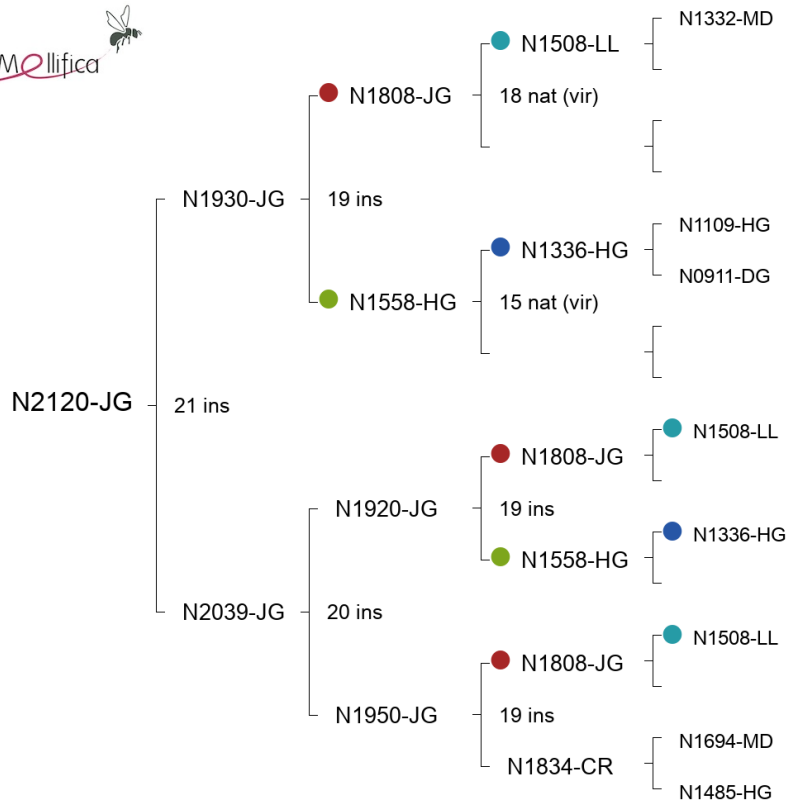 Mellifica
N1332-MD
N1508-LL
N1808-JG
18 nat (vir)
N1930-JG
19 ins
N1109-HG
N1336-HG
N0911-DG
N1558-HG
15 nat (vir)
N2120-JG
21 ins
N1508-LL
N1808-JG
N1920-JG
19 ins
N1336-HG
N1558-HG
N2039-JG
20 ins
N1508-LL
N1808-JG
N1950-JG
19 ins
N1694-MD
N1834-CR
N1485-HG